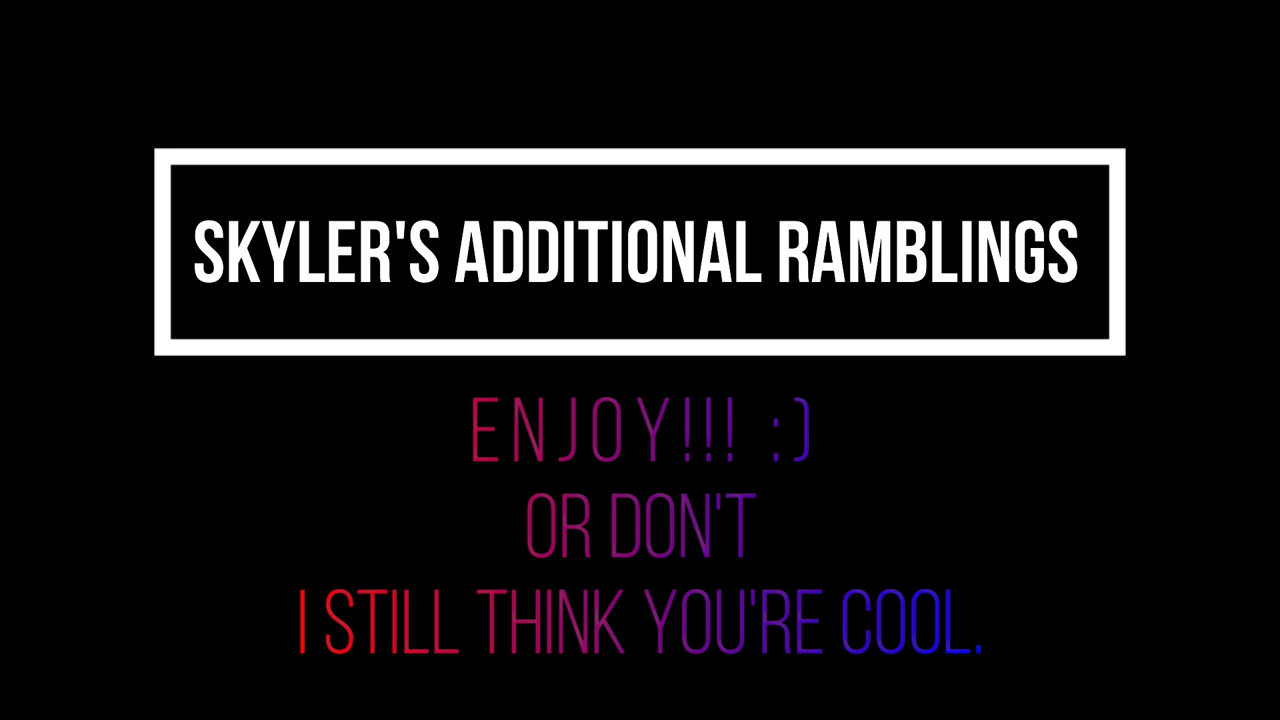 SKYLER'S ADDITIONAL RAMBLINGS
ENJOY!!! :)
OR DON'T
I STILL THINK YOU'RE COOL.